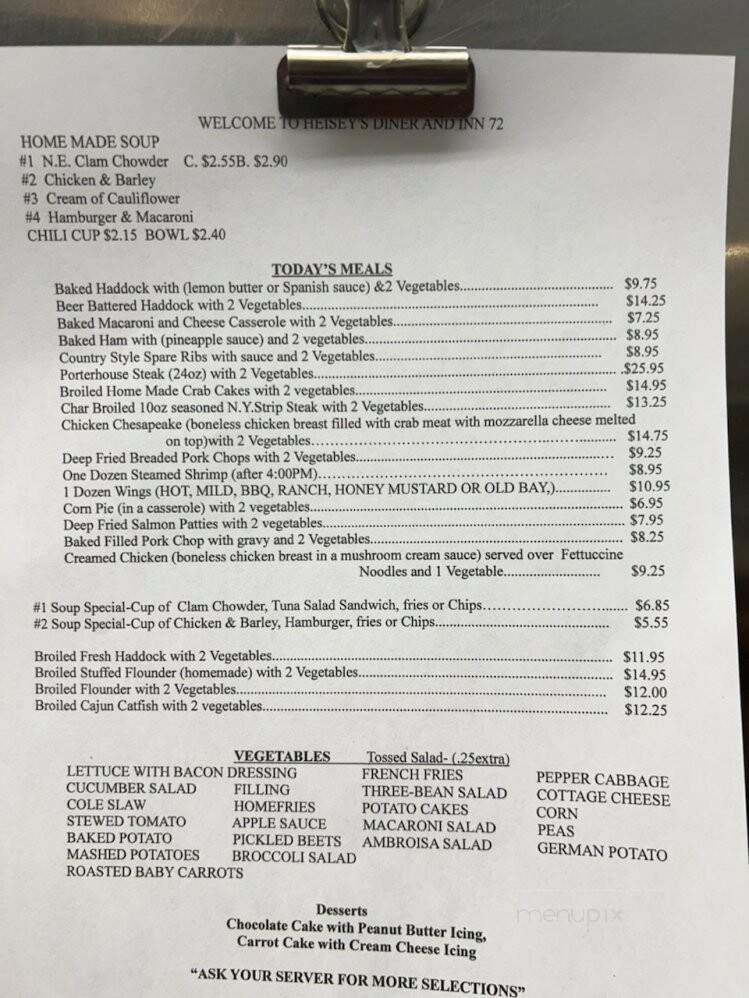 WELCOME TO HEISEY'S DINER AND INN 72
HOME MADE SOUP
#1 N.E. Clam Chowder C. $2.55B. $2.90
#2 Chicken & Barley
#3 Cream of Cauliflower
#4 Hamburger & Macaroni
CHILI CUP $2.15 BOWL $2.40
TODAY'S MEALS
Baked Haddock with (lemon butter or Spanish sauce) &2 Vegetables.......... $9.75
Beer Battered Haddock with 2 Vegetables.......... $14.25
Baked Macaroni and Cheese Casserole with 2 Vegetables.......... $7.25
Baked Ham with (pineapple sauce) and 2 vegetables.......... $8.95
Country Style Spare Ribs with sauce and 2 Vegetables.......... $8.95
Porterhouse Steak (24oz) with 2 Vegetables.......... .$25.95
Broiled Home Made Crab Cakes with 2 vegetables.......... $14.95
Char Broiled 10oz seasoned N.Y.Strip Steak with 2 Vegetables.......... $13.25
Chicken Chesapeake (boneless chicken breast filled with crab meat with mozzarella cheese melted
on top)with 2 Vegetables.......... $14.75
Deep Fried Breaded Pork Chops with 2 Vegetables.......... $9.25
One Dozen Steamed Shrimp (after 4:00PM).......... $8.95
1 Dozen Wings (HOT, MILD, BBQ, RANCH, HONEY MUSTARD OR OLD BAY,).......... $10.95
Corn Pie (in a casserole) with 2 vegetables.......... $6.95
Deep Fried Salmon Patties with 2 vegetables.......... $7.95
Baked Filled Pork Chop with gravy and 2 Vegetables.......... $8.25
Creamed Chicken (boneless chicken breast in a mushroom cream sauce) served over Fettuccine
Noodles and 1 Vegetable.......... $9.25
#1 Soup Special-Cup of Clam Chowder, Tuna Salad Sandwich, fries or Chips.......... $6.85
#2 Soup Special-Cup of Chicken & Barley, Hamburger, fries or Chips.......... $5.55
Broiled Fresh Haddock with 2 Vegetables.......... $11.95
Broiled Stuffed Flounder (homemade) with 2 Vegetables.......... $14.95
Broiled Flounder with 2 Vegetables.......... $12.00
Broiled Cajun Catfish with 2 vegetables.......... $12.25
VEGETABLES Tossed Salad- (.25extra)
LETTUCE WITH BACON DRESSING FRENCH FRIES PEPPER CABBAGE
CUCUMBER SALAD FILLING THREE-BEAN SALAD COTTAGE CHEESE
COLE SLAW HOMEFRIES POTATO CAKES CORN
STEWED TOMATO APPLE SAUCE MACARONI SALAD PEAS
BAKED POTATO PICKLED BEETS AMBROISA SALAD GERMAN POTATO
MASHED POTATOES BROCCOLI SALAD
ROASTED BABY CARROTS
Desserts
Chocolate Cake with Peanut Butter Icing,
Carrot Cake with Cream Cheese Icing
"ASK YOUR SERVER FOR MORE SELECTIONS"
menupix